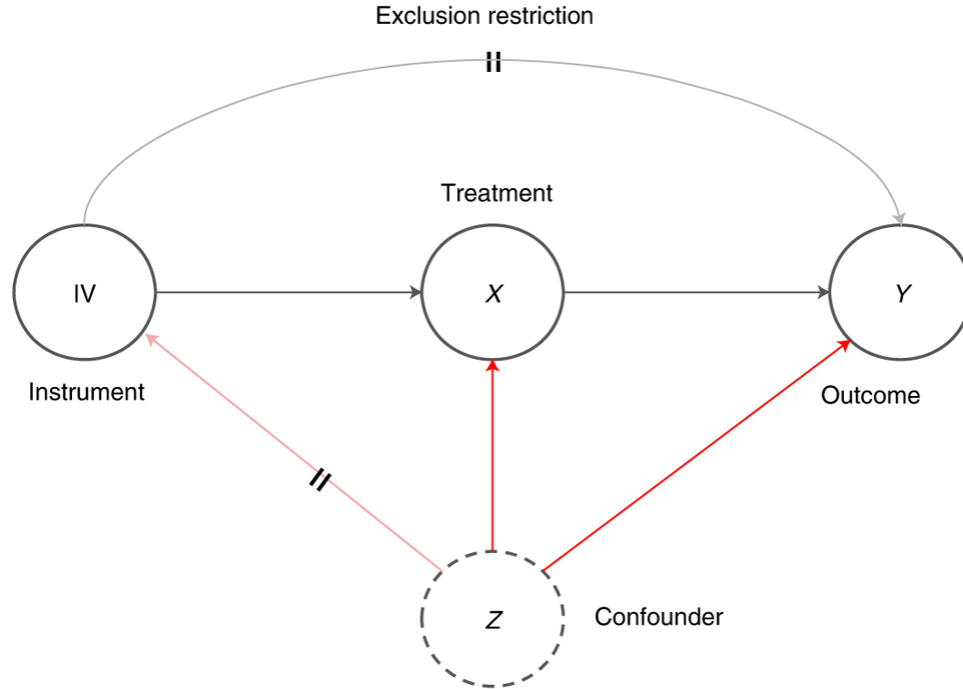 Exclusion restriction
Treatment
IV
X
Y
Instrument
Outcome
Z
Confounder